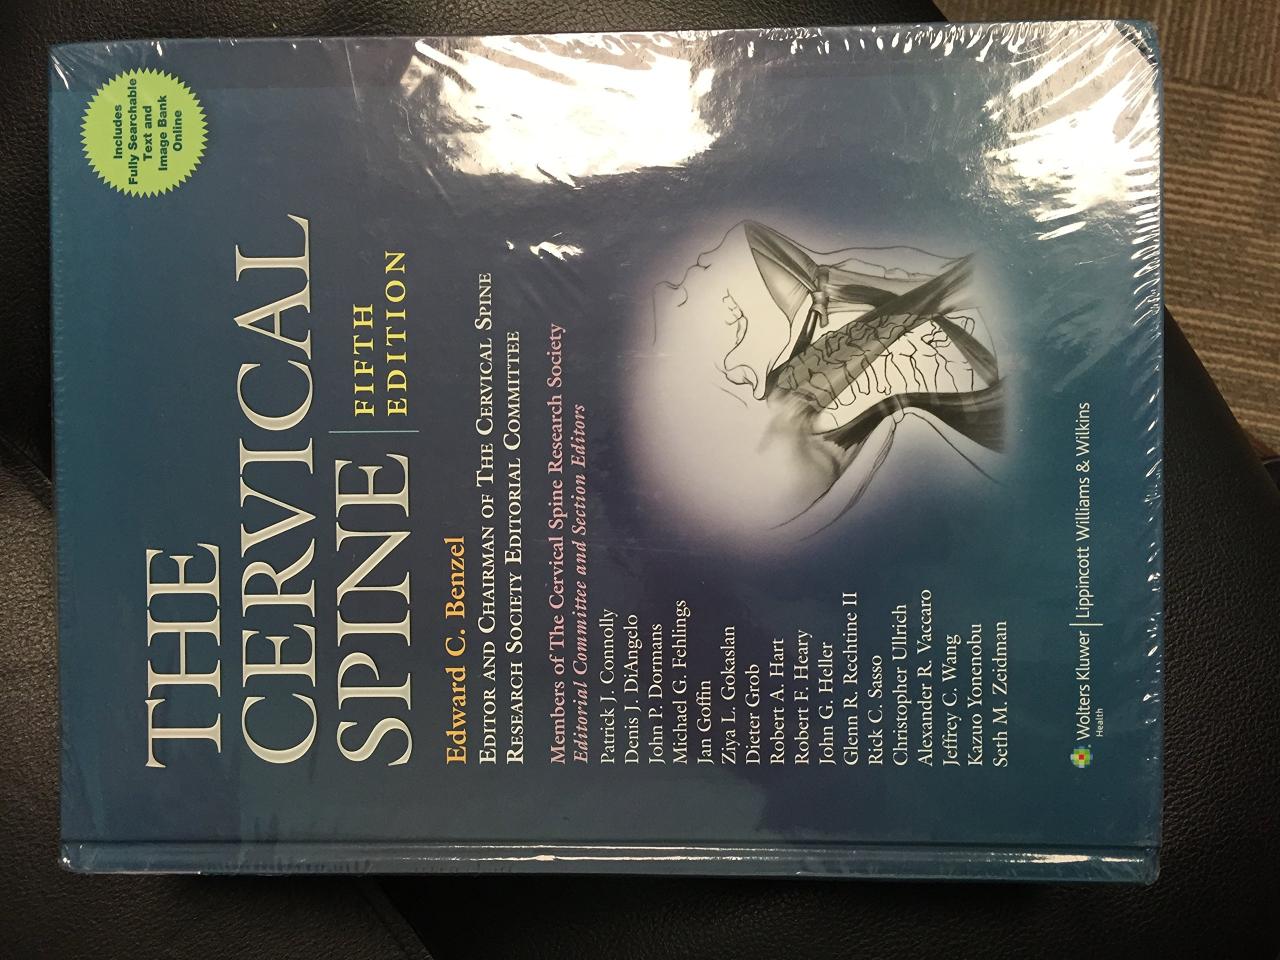 Includes
Fully Searchable
Text and
Image Bank
Online
THE
CERVICAL
SPINE
FIFTH
EDITION
Edward C. Benzel
EDITOR AND CHAIRMAN OF THE CERVICAL SPINE
RESEARCH SOCIETY EDITORIAL COMMITTEE
Members of The Cervical Spine Research Society
Editorial Committee and Section Editors
Patrick J. Connolly
Denis J. DiAngelo
John P. Dormans
Michael G. Fehlings
Jan Goffin
Ziya L. Gokaslan
Dieter Grob
Robert A. Hart
Robert F. Heary
John G. Heller
Glenn R. Rechtine II
Rick C. Sasso
Christopher Ullrich
Alexander R. Vaccaro
Jeffrey C. Wang
Kazuo Yonenobu
Seth M. Zeidman
Wolters Kluwer | Lippincott Williams & Wilkins
Health